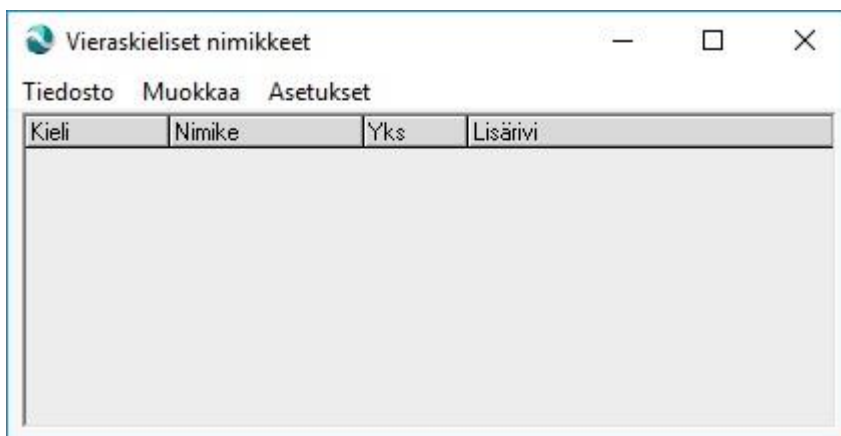 Vieraskieliset nimikkeet
Tiedosto Muokkaa Asetukset
Kieli Nimike Yks Lisärivi